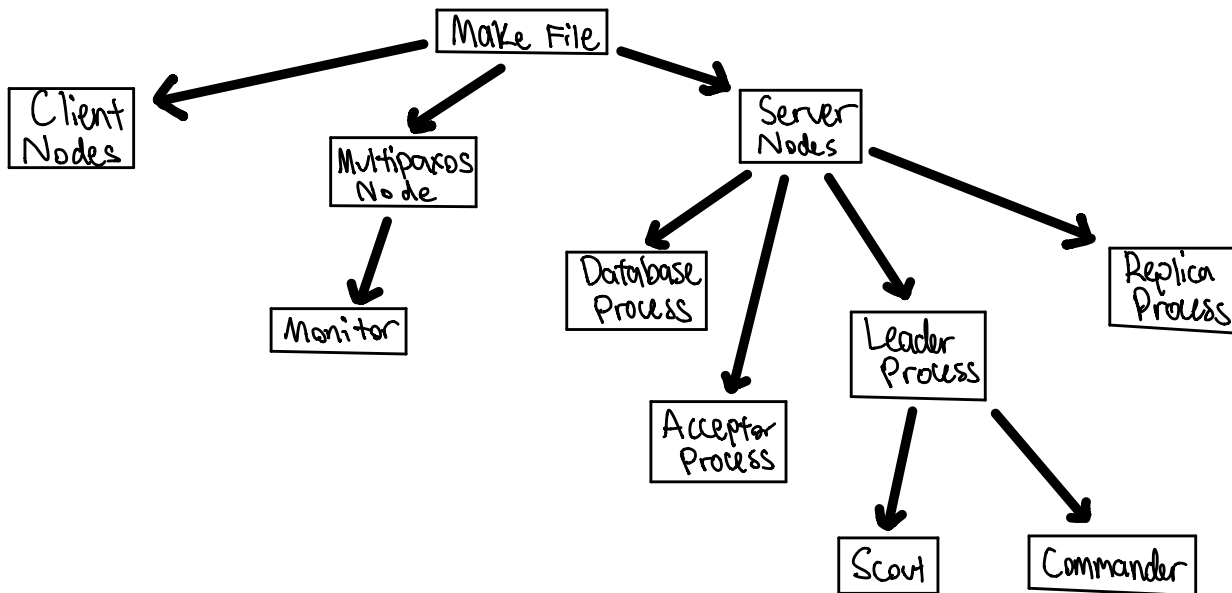 Make File
Client
Nodes
Multipaxos
Node
Server
Nodes
Monitor
Database
Process
Replica
Process
Leader
Process
Acceptor
Process
Scout
Commander